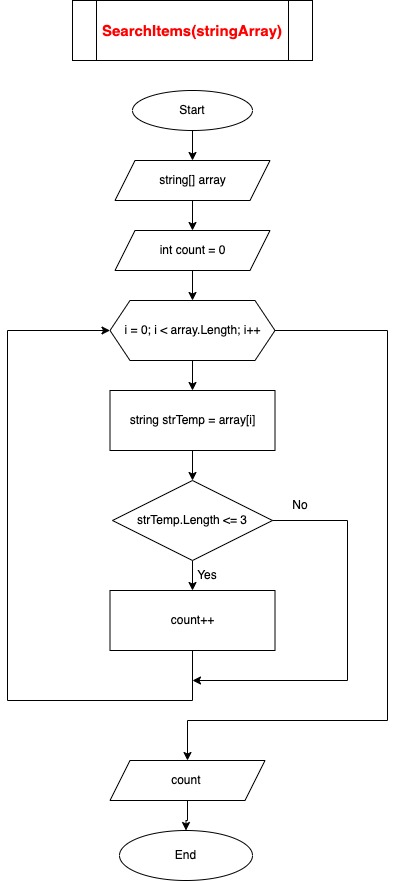 SearchItems(stringArray)
Start
string[] array
int count = 0
i = 0; i < array.Length; i++
string strTemp = array[i]
strTemp.Length <= 3
No
Yes
count++
count
End